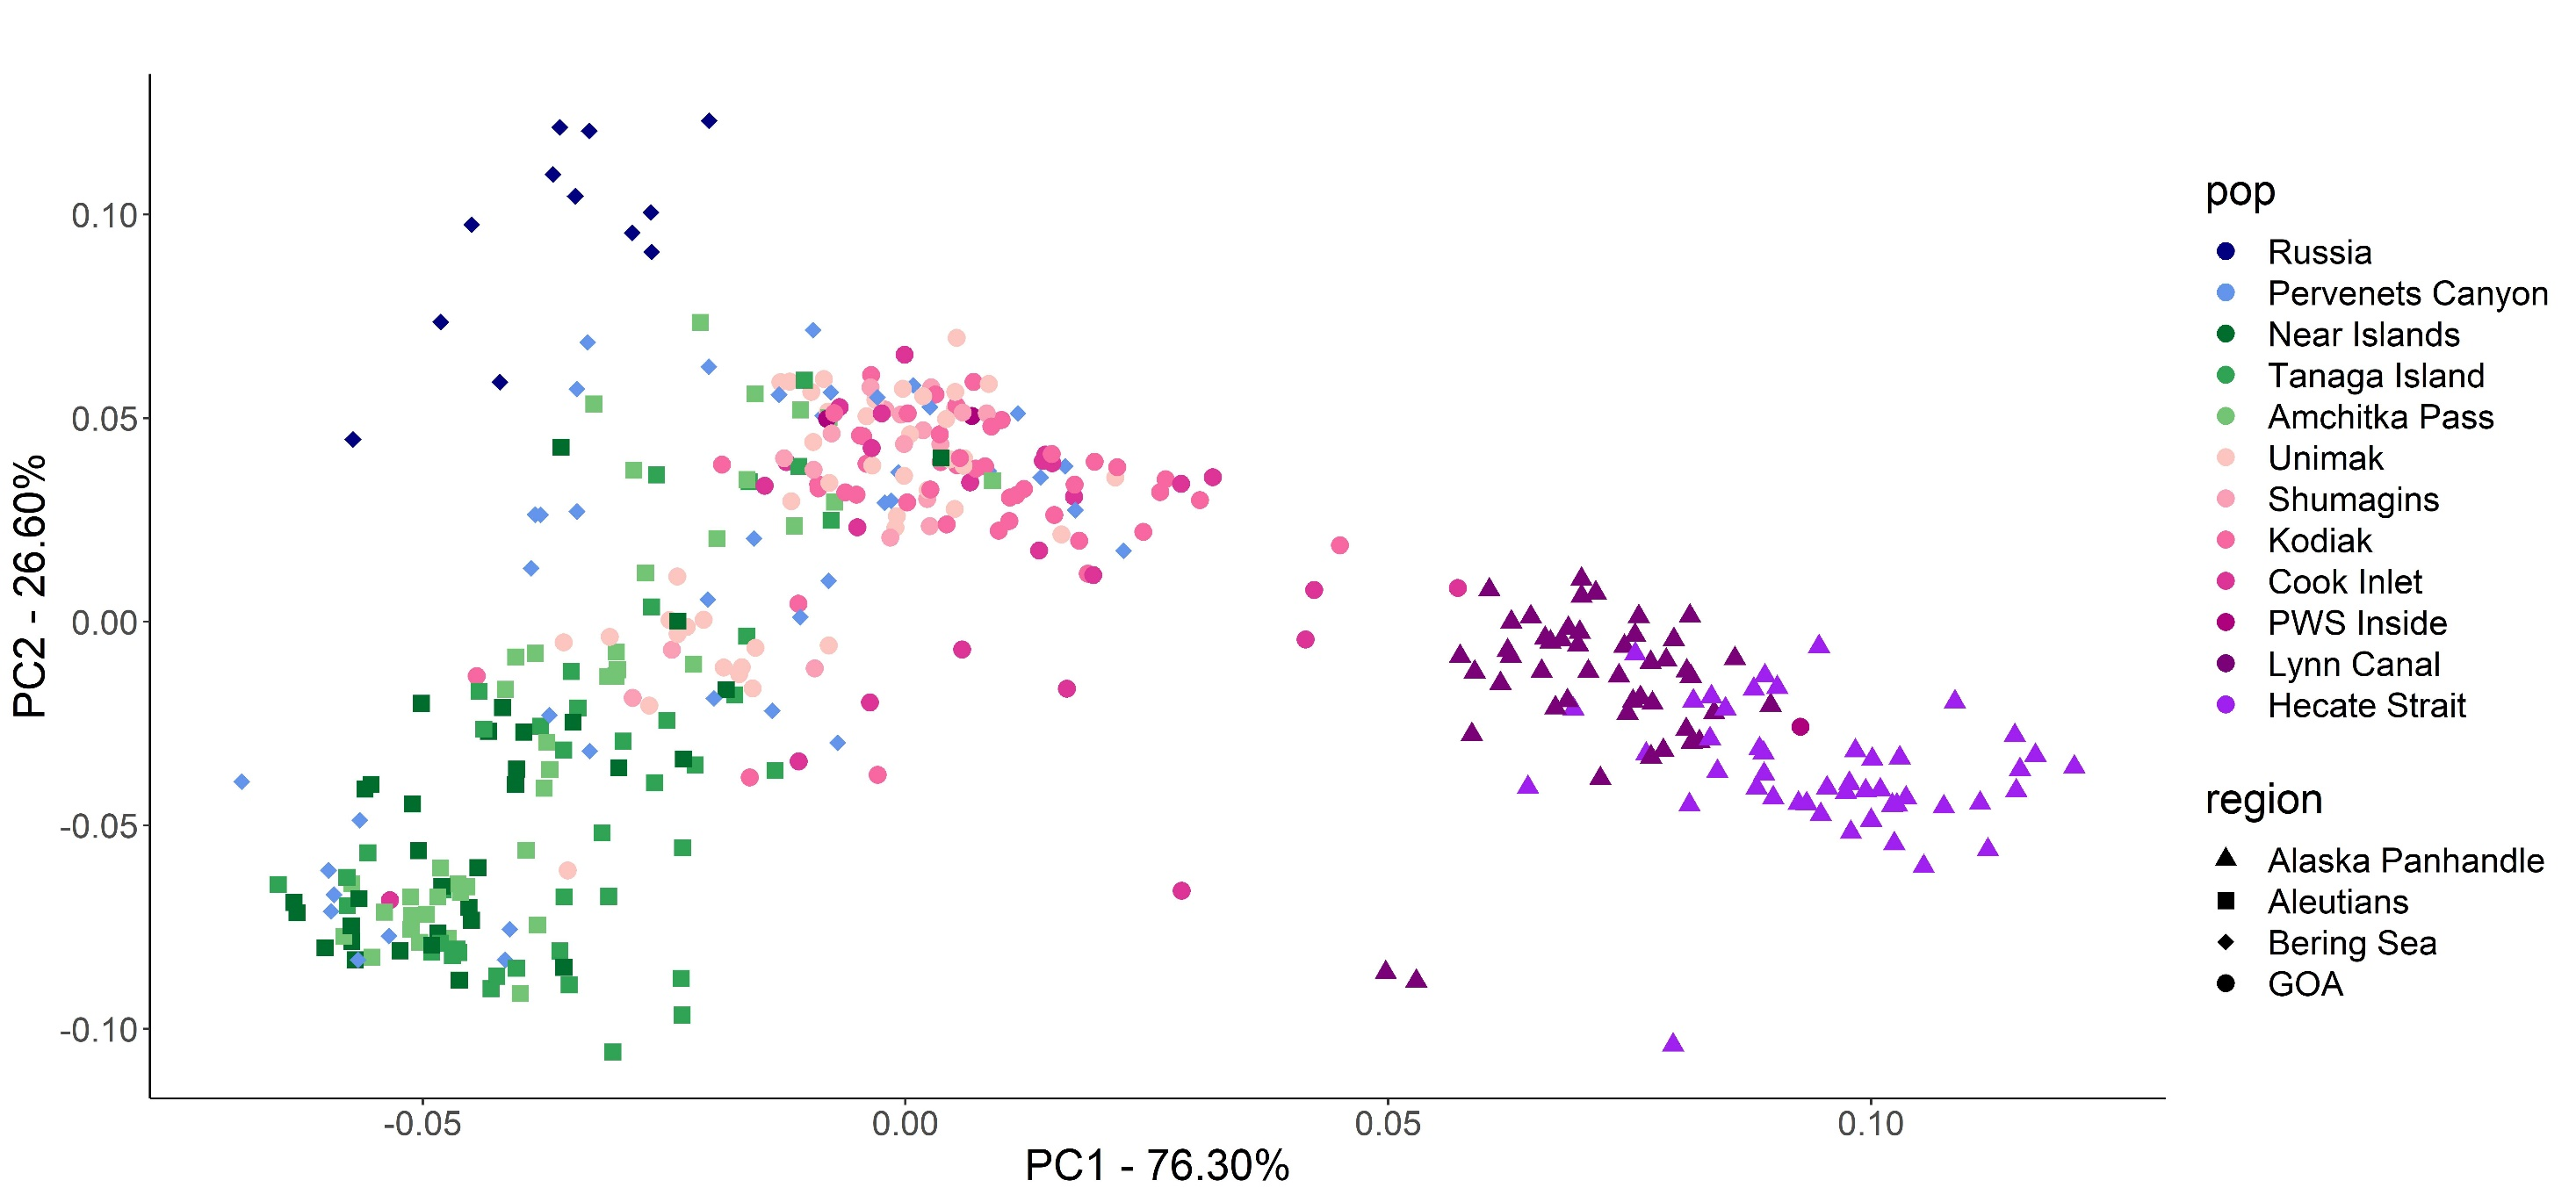 pop
Russia
Pervenets Canyon
Near Islands
Tanaga Island
Amchitka Pass
Unimak
Shumagins
Kodiak
Cook Inlet
PWS Inside
Lynn Canal
Hecate Strait
region
Alaska Panhandle
Aleutians
Bering Sea
GOA
PC2 - 26.60%
0.10
0.05
0.00
-0.05
-0.10
-0.05 0.00 0.05 0.10
PC1 - 76.30%